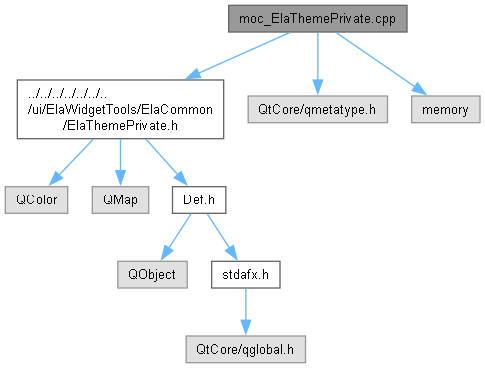 moc_ElaThemePrivate.cpp
../../../../../../..
/ui/ElaWidgetTools/ElaCommon
/ElaThemePrivate.h
QtCore/qmetatype.h
memory
QColor
QMap
Def.h
QObject
stdafx.h
QtCore/qglobal.h